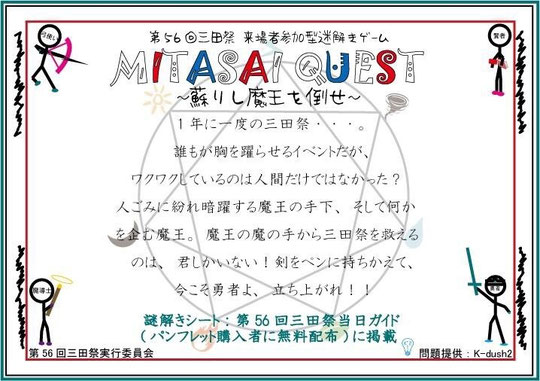 第56回三田祭 来場者参加型謎解きゲーム
MITASAI QUEST
～蘇りし魔王を倒せ～
弓使い
賢者
1年に一度の三田祭・・・。
誰もが胸を躍らせるイベントだが、
ワクワクしているのは人間だけではなかった？
人ごみに紛れ暗躍する魔王の手下、そして何か
を企む魔王。魔王の魔の手から三田祭を救える
のは、君しかいない！剣をペンに持ちかえて、
今こそ勇者よ、立ち上がれ！！
魔導士
謎解きシート：第56回三田祭当日ガイド
(パンフレット購入者に無料配布)に掲載
第56回三田祭実行委員会
問題提供：K-dush2